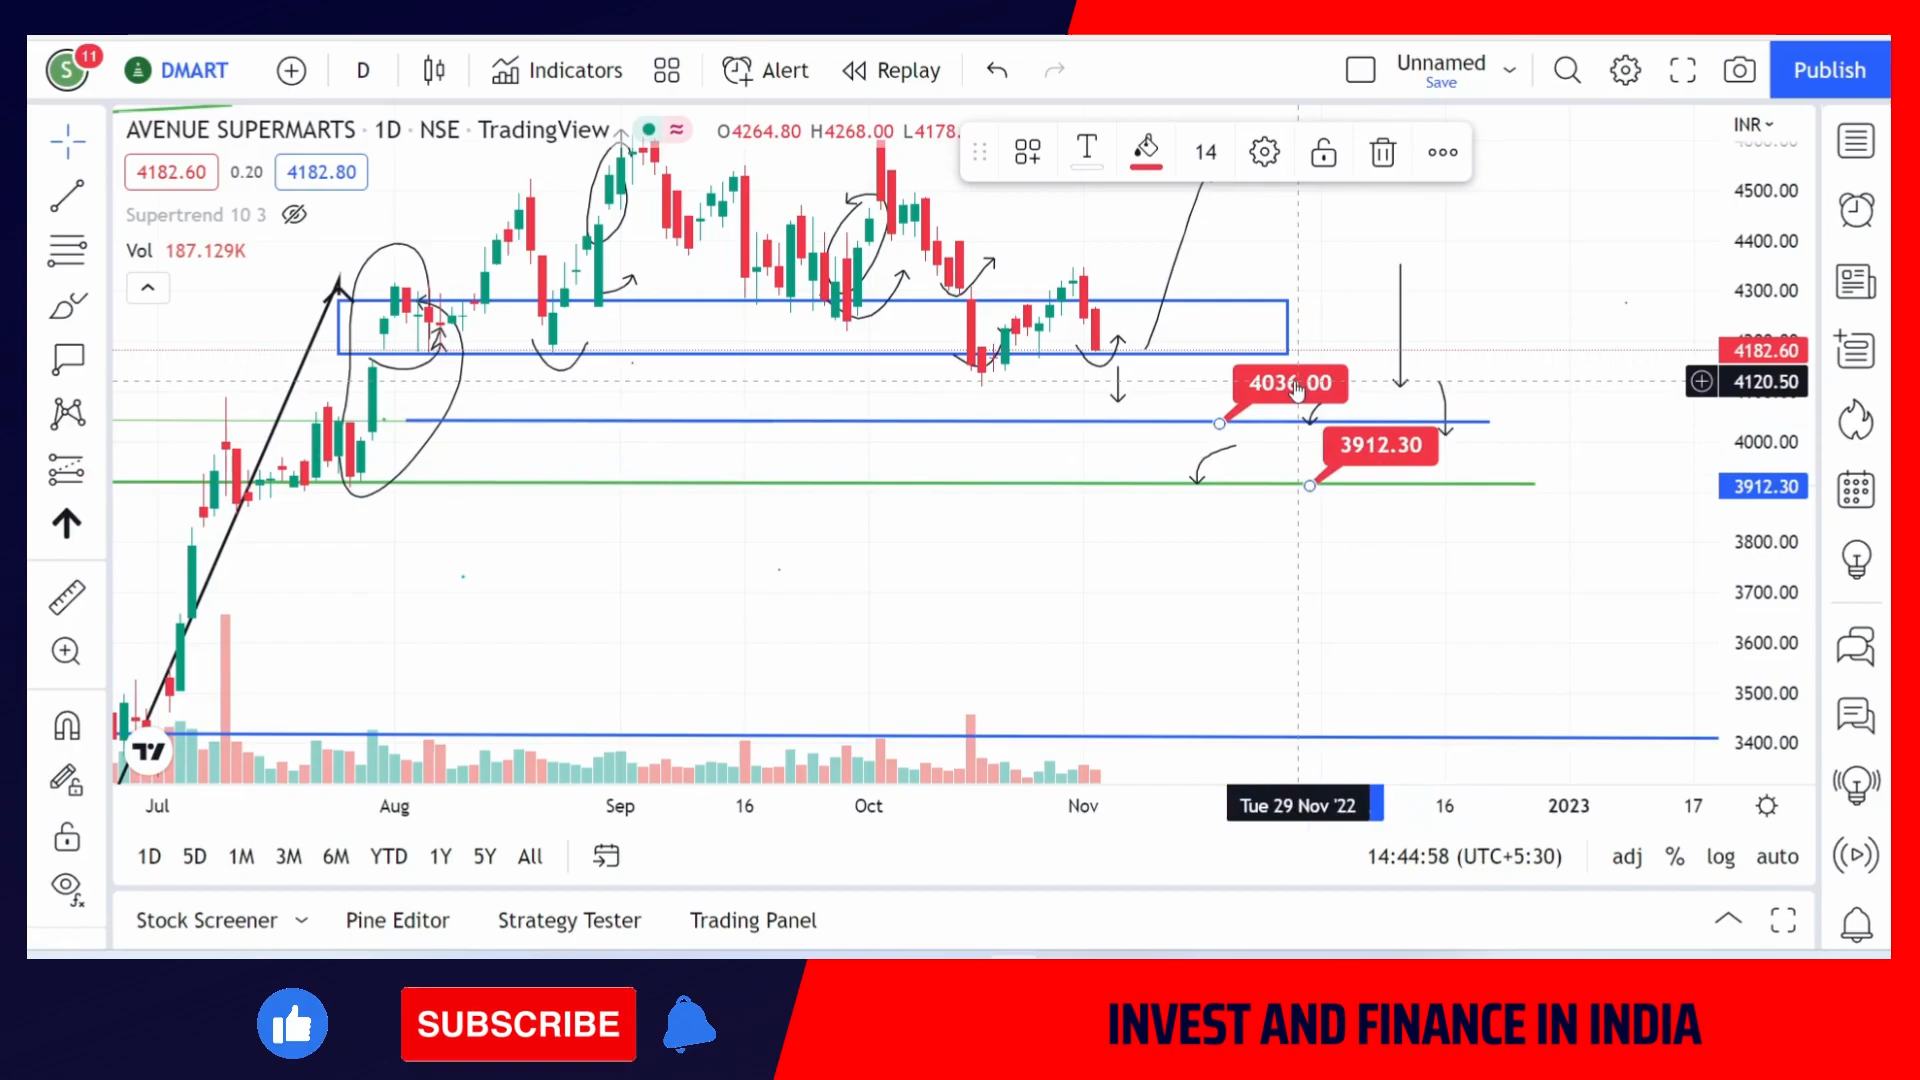 S 11 DMART D Indicators Alert Replay Unnamed Save Publish
AVENUE SUPERMARTS · 1D · NSE · TradingView O4264.80 H4268.00 L4178. T 14 INR
4182.60 0.20 4182.80
Supertrend 10 3
Vol 187.129K
4500.00
4400.00
4300.00
4182.60
4120.50
4036.00
4000.00
3912.30
3912.30
3800.00
3700.00
3600.00
3500.00
3400.00
Jul Aug Sep 16 Oct Nov Tue 29 Nov '22 16 2023 17
1D 5D 1M 3M 6M YTD 1Y 5Y All 14:44:58 (UTC+5:30) adj % log auto
Stock Screener Pine Editor Strategy Tester Trading Panel
SUBSCRIBE
INVEST AND FINANCE IN INDIA